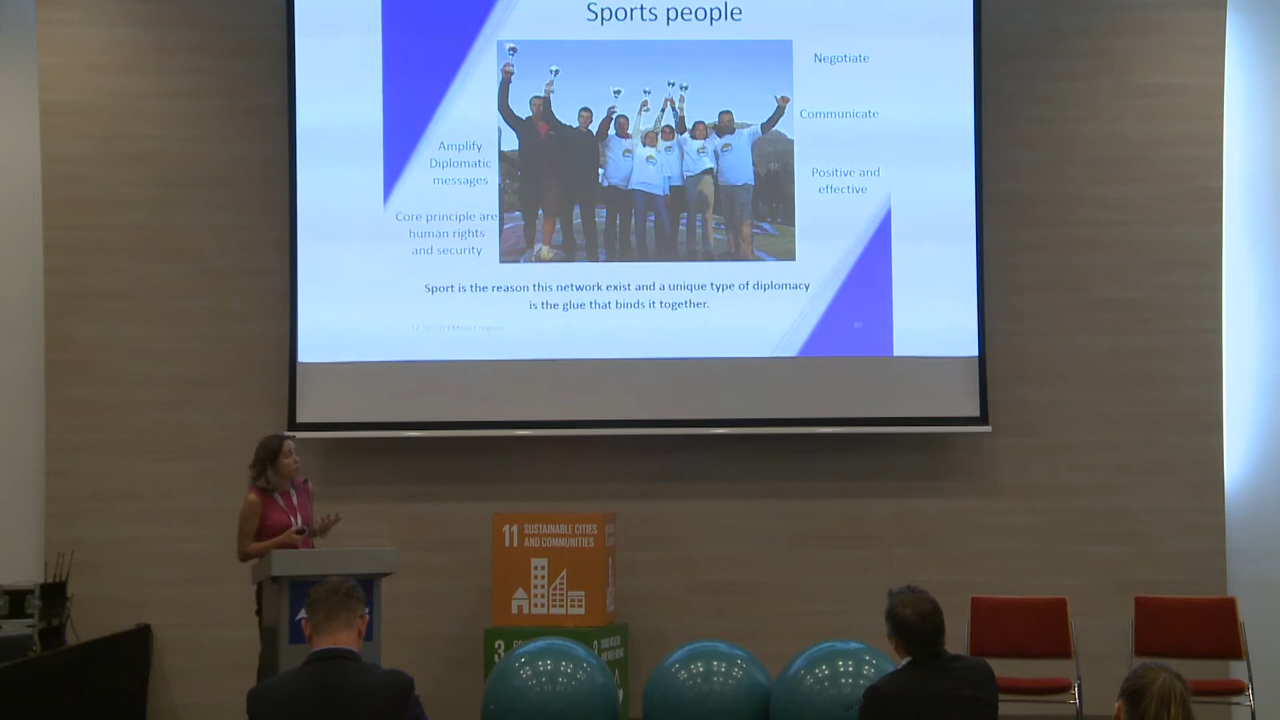 Sports people
Negotiate
Communicate
Amplify
Diplomatic
messages
Positive and
effective
Core principle are
human rights
and security
Sport is the reason this network exist and a unique type of diplomacy
is the glue that binds it together.
11 SUSTAINABLE CITIES
AND COMMUNITIES
3
3